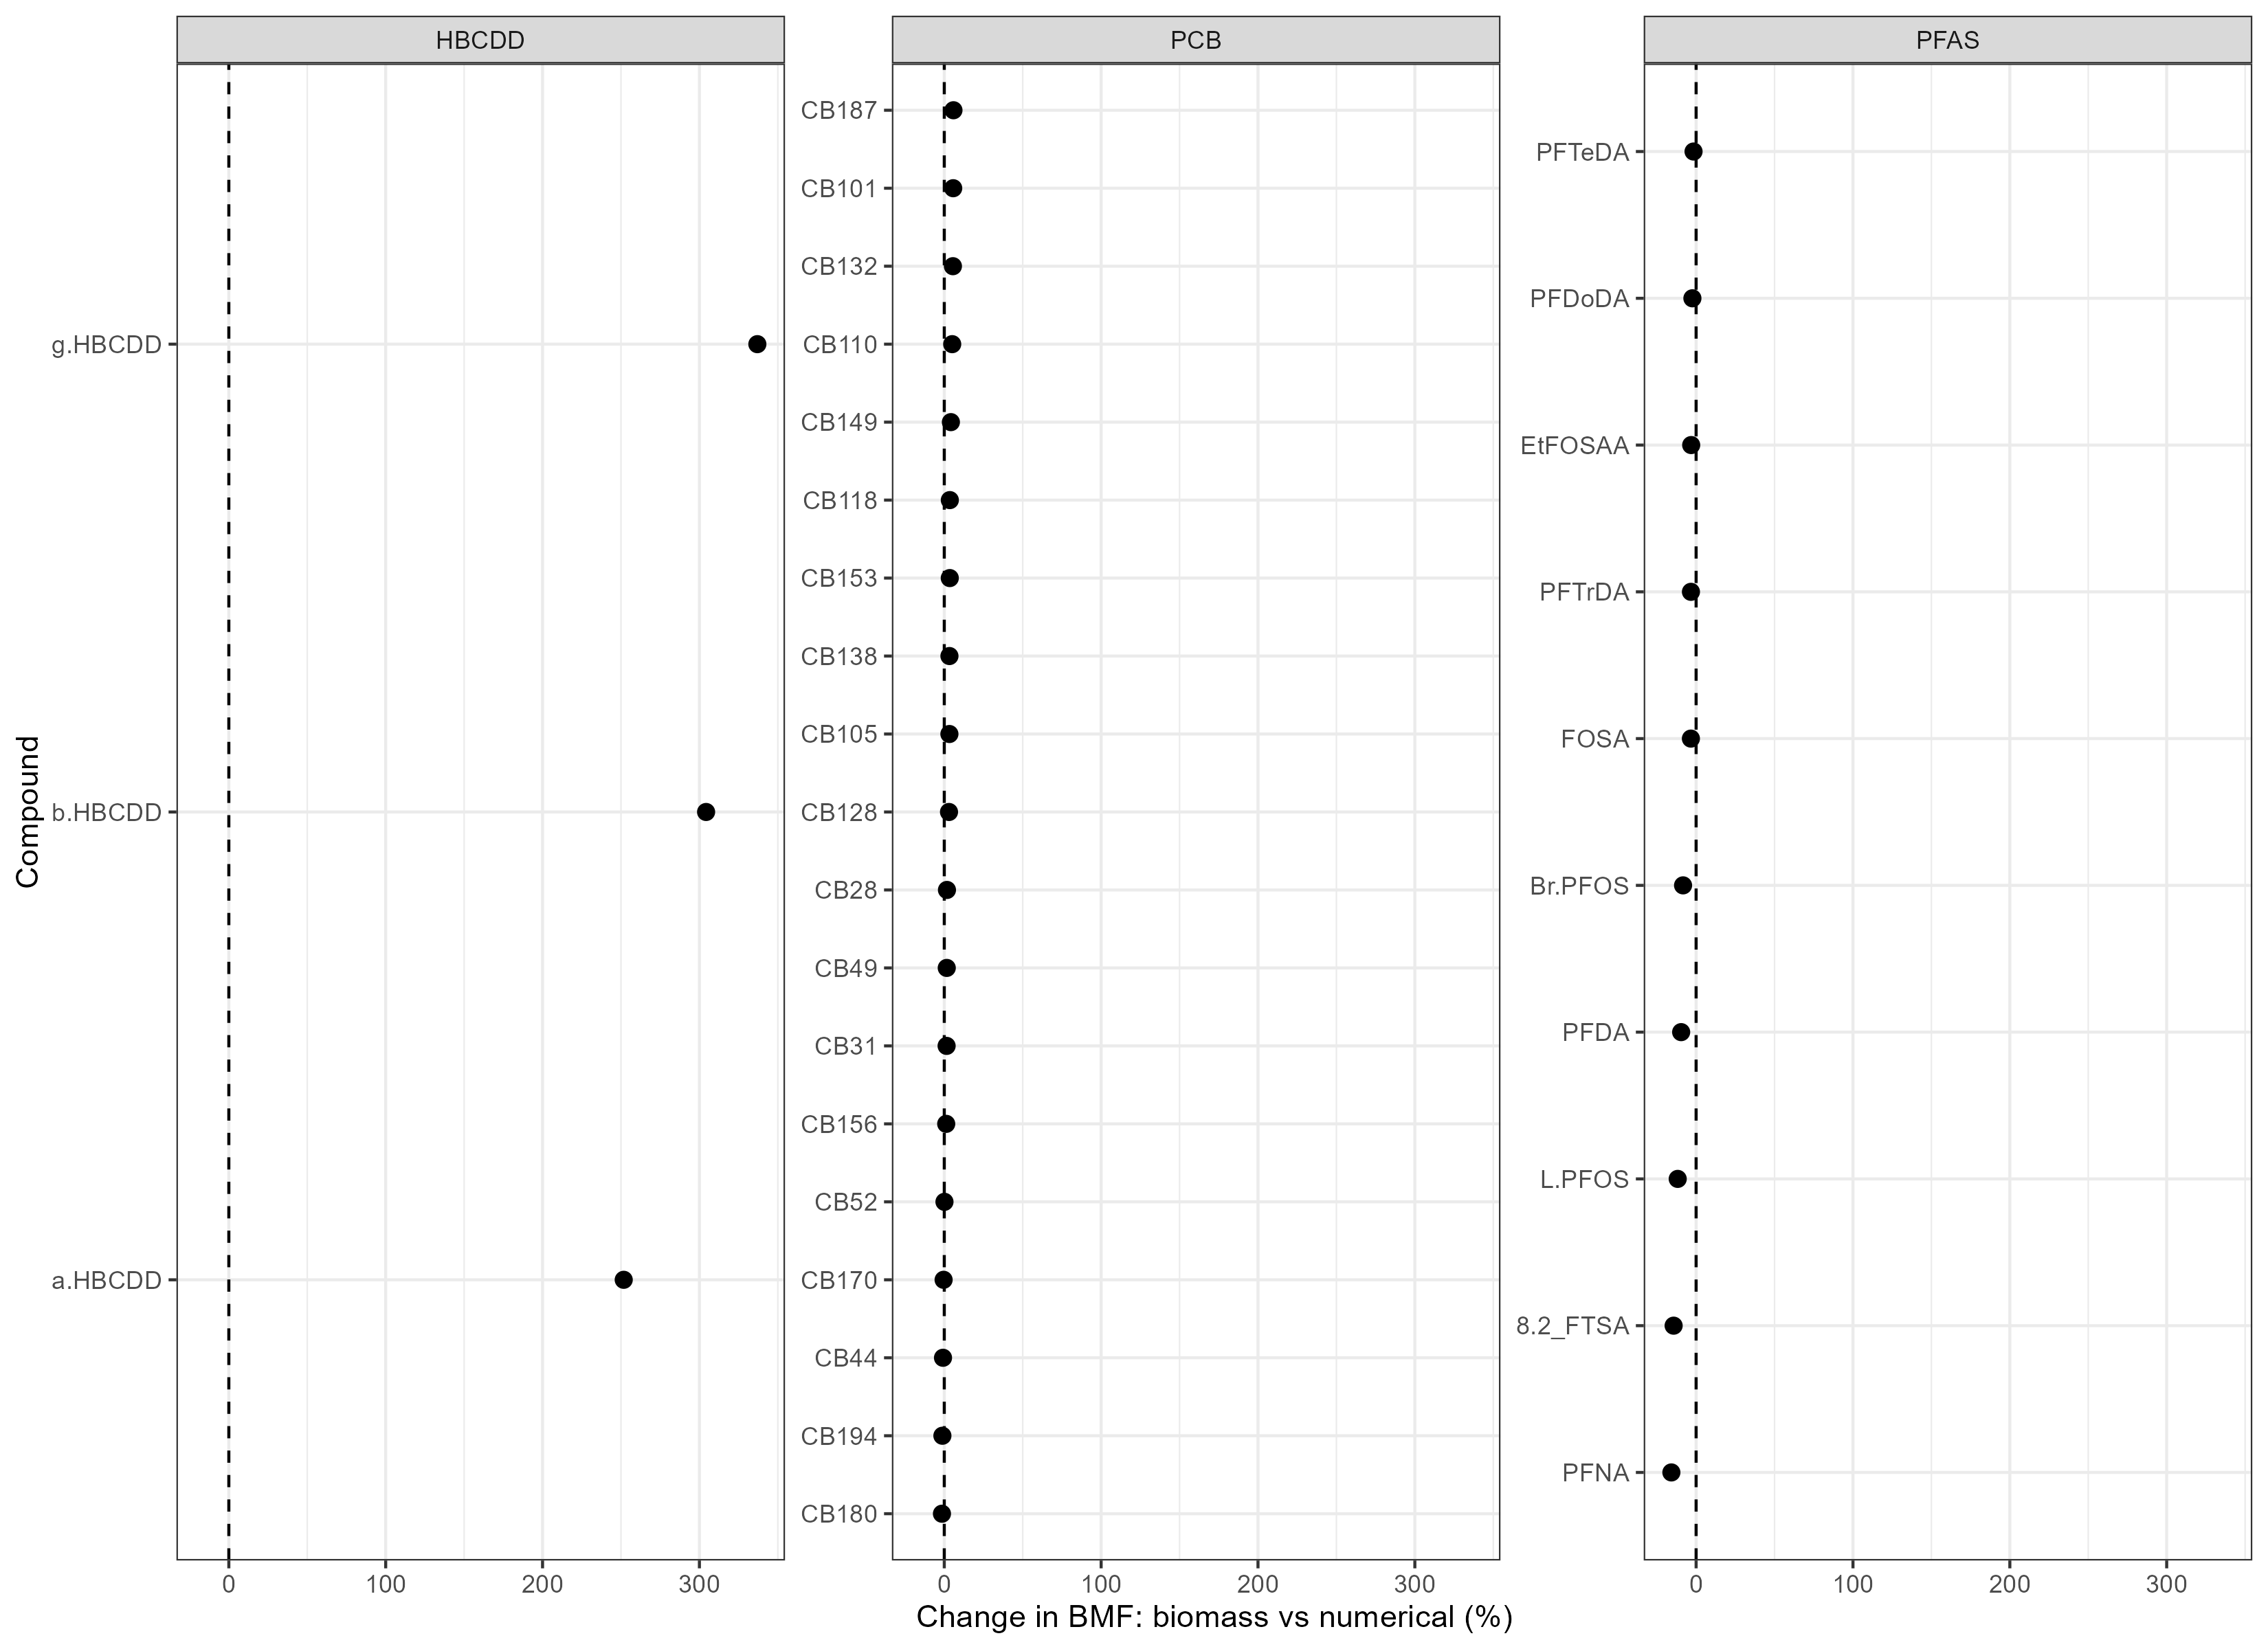 HBCDD
PCB
PFAS
Compound
g.HBCDD
b.HBCDD
a.HBCDD
CB187
CB101
CB132
CB110
CB149
CB118
CB153
CB138
CB105
CB128
CB28
CB49
CB31
CB156
CB52
CB170
CB44
CB194
CB180
PFTeDA
PFDoDA
EtFOSAA
PFTrDA
FOSA
Br.PFOS
PFDA
L.PFOS
8.2_FTSA
PFNA
0 100 200 300
0 100 200 300
0 100 200 300
Change in BMF: biomass vs numerical (%)